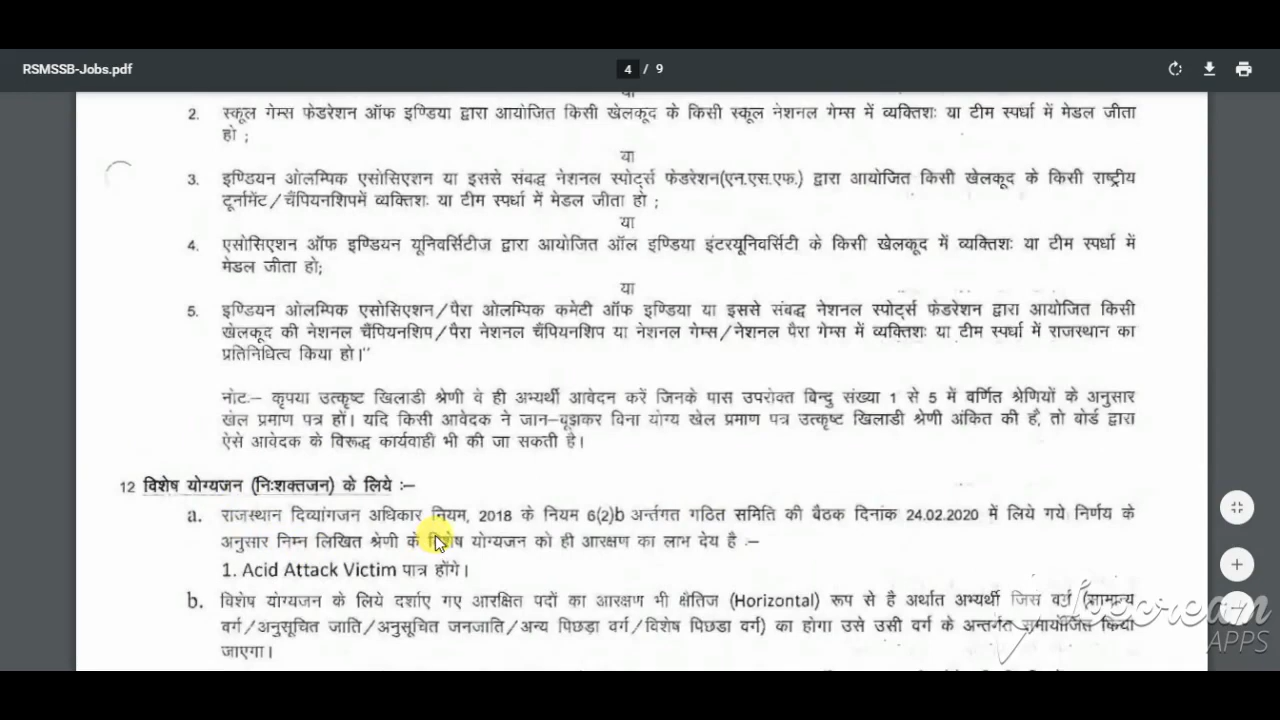 RSMSSB-Jobs.pdf
4 / 9
या
2. स्कूल गेम्स फेडरेशन ऑफ इण्डिया द्वारा आयोजित किसी खेलकूद के किसी स्कूल नेशनल गेम्स में व्यक्तिशः या टीम स्पर्धा में मेडल जीता
हो ;
या
3. इण्डियन ओलम्पिक एसोसिएशन या इससे संबद्ध नेशनल स्पोर्ट्स फेडरेशन(एन.एस.एफ.) द्वारा आयोजित किसी खेलकूद के किसी राष्ट्रीय
टूर्नामेंट/चैंपियनशिपमें व्यक्तिशः या टीम स्पर्धा में मेडल जीता हो ;
या
4. एसोसिएशन ऑफ इण्डियन यूनिवर्सिटीज द्वारा आयोजित ऑल इण्डिया इंटरयूनिवर्सिटी के किसी खेलकूद में व्यक्तिशः या टीम स्पर्धा में
मेडल जीता हो;
या
5. इण्डियन ओलम्पिक एसोसिएशन/पैरा ओलम्पिक कमेटी ऑफ इण्डिया या इससे संबद्ध नेशनल स्पोर्ट्स फेडरेशन द्वारा आयोजित किसी
खेलकूद की नेशनल चैंपियनशिप/पैरा नेशनल चैंपियनशिप या नेशनल गेम्स/नेशनल पैरा गेम्स में व्यक्तिशः या टीम स्पर्धा में राजस्थान का
प्रतिनिधित्व किया हो।"
नोट:- कृपया उत्कृष्ट खिलाडी श्रेणी वे ही अभ्यर्थी आवेदन करें जिनके पास उपरोक्त बिन्दु संख्या 1 से 5 में वर्णित श्रेणियों के अनुसार
खेल प्रमाण पत्र हों। यदि किसी आवेदक ने जान-बूझकर बिना योग्य खेल प्रमाण पत्र उत्कृष्ट खिलाडी श्रेणी अंकित की है, तो बोर्ड द्वारा
ऐसे आवेदक के विरूद्ध कार्यवाही भी की जा सकती है।
12 विशेष योग्यजन (निःशक्तजन) के लिये :-
a. राजस्थान दिव्यांगजन अधिकार नियम, 2018 के नियम 6(2)b अर्न्तगत गठित समिति की बैठक दिनांक 24.02.2020 में लिये गये निर्णय के
अनुसार निम्न लिखित श्रेणी के विशेष योग्यजन को ही आरक्षण का लाभ देय है :-
1. Acid Attack Victim पात्र होंगे।
b. विशेष योग्यजन के लिये दर्शाए गए आरक्षित पदों का आरक्षण भी क्षैतिज (Horizontal) रूप से है अर्थात अभ्यर्थी जिस वर्ग (सामान्य
वर्ग/अनुसूचित जाति/अनुसूचित जनजाति/अन्य पिछड़ा वर्ग/विशेष पिछडा वर्ग) का होगा उसे उसी वर्ग के अन्तर्गत समायोजित किया
जाएगा।
APPS